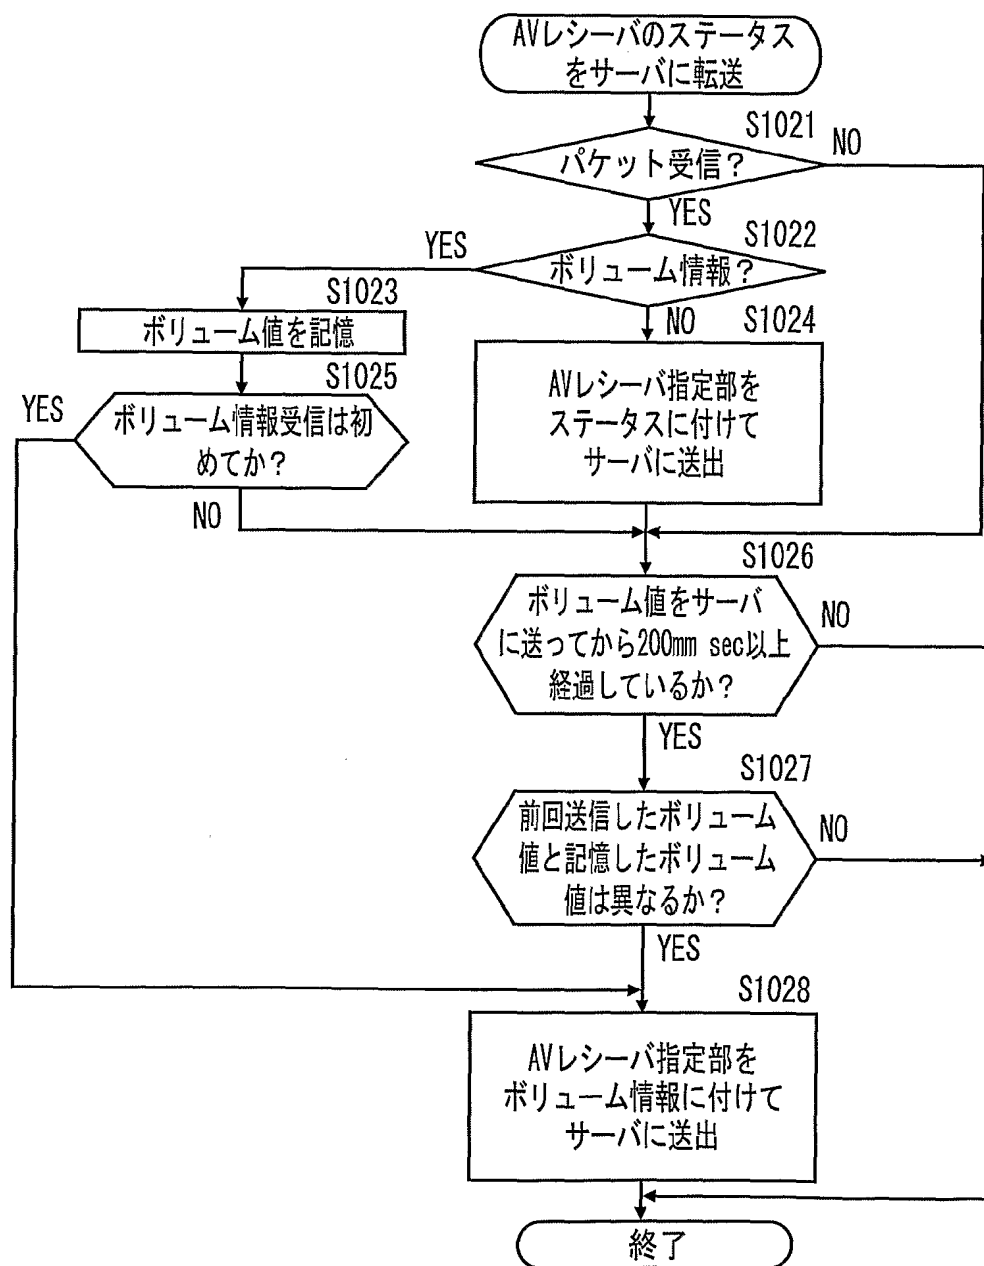 AVレシーバのステータス
をサーバに転送
S1021
NO
パケット受信?
YES
S1022
YES
ボリューム情報?
S1023
NO
S1024
ボリューム値を記憶
S1025
AVレシーバ指定部を
ステータスに付けて
サーバに送出
YES
ボリューム情報受信は初
めてか?
NO
S1026
ボリューム値をサーバ
に送ってから200mm sec以上
経過しているか?
NO
YES
S1027
前回送信したボリューム
値と記憶したボリューム
値は異なるか?
NO
YES
S1028
AVレシーバ指定部を
ボリューム情報に付けて
サーバに送出
終了